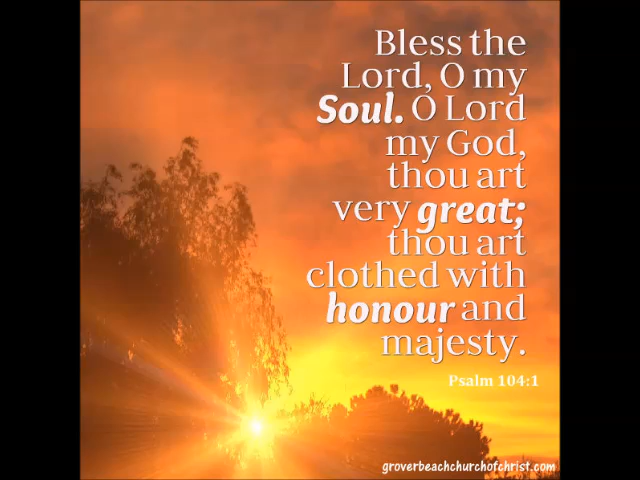 Bless the
Lord, O my
Soul. O Lord
my God,
thou art
very great;
thou art
clothed with
honour and
majesty.
Psalm 104:1
groverbeachchurchofchrist.com